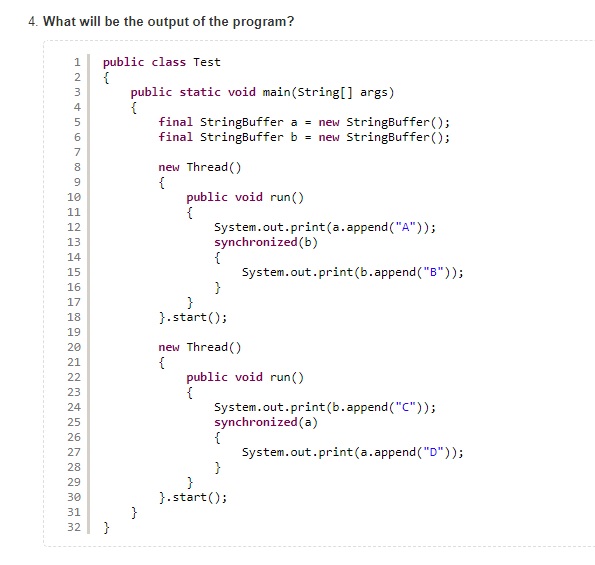 4. What will be the output of the program?
1 public class Test
2 {
3 public static void main(String[] args)
4 {
5 final StringBuffer a = new StringBuffer();
6 final StringBuffer b = new StringBuffer();
7
8 new Thread()
9 {
10 public void run()
11 {
12 System.out.print(a.append("A"));
13 synchronized(b)
14 {
15 System.out.print(b.append("B"));
16 }
17 }
18 }.start();
19
20 new Thread()
21 {
22 public void run()
23 {
24 System.out.print(b.append("C"));
25 synchronized(a)
26 {
27 System.out.print(a.append("D"));
28 }
29 }
30 }.start();
31 }
32 }